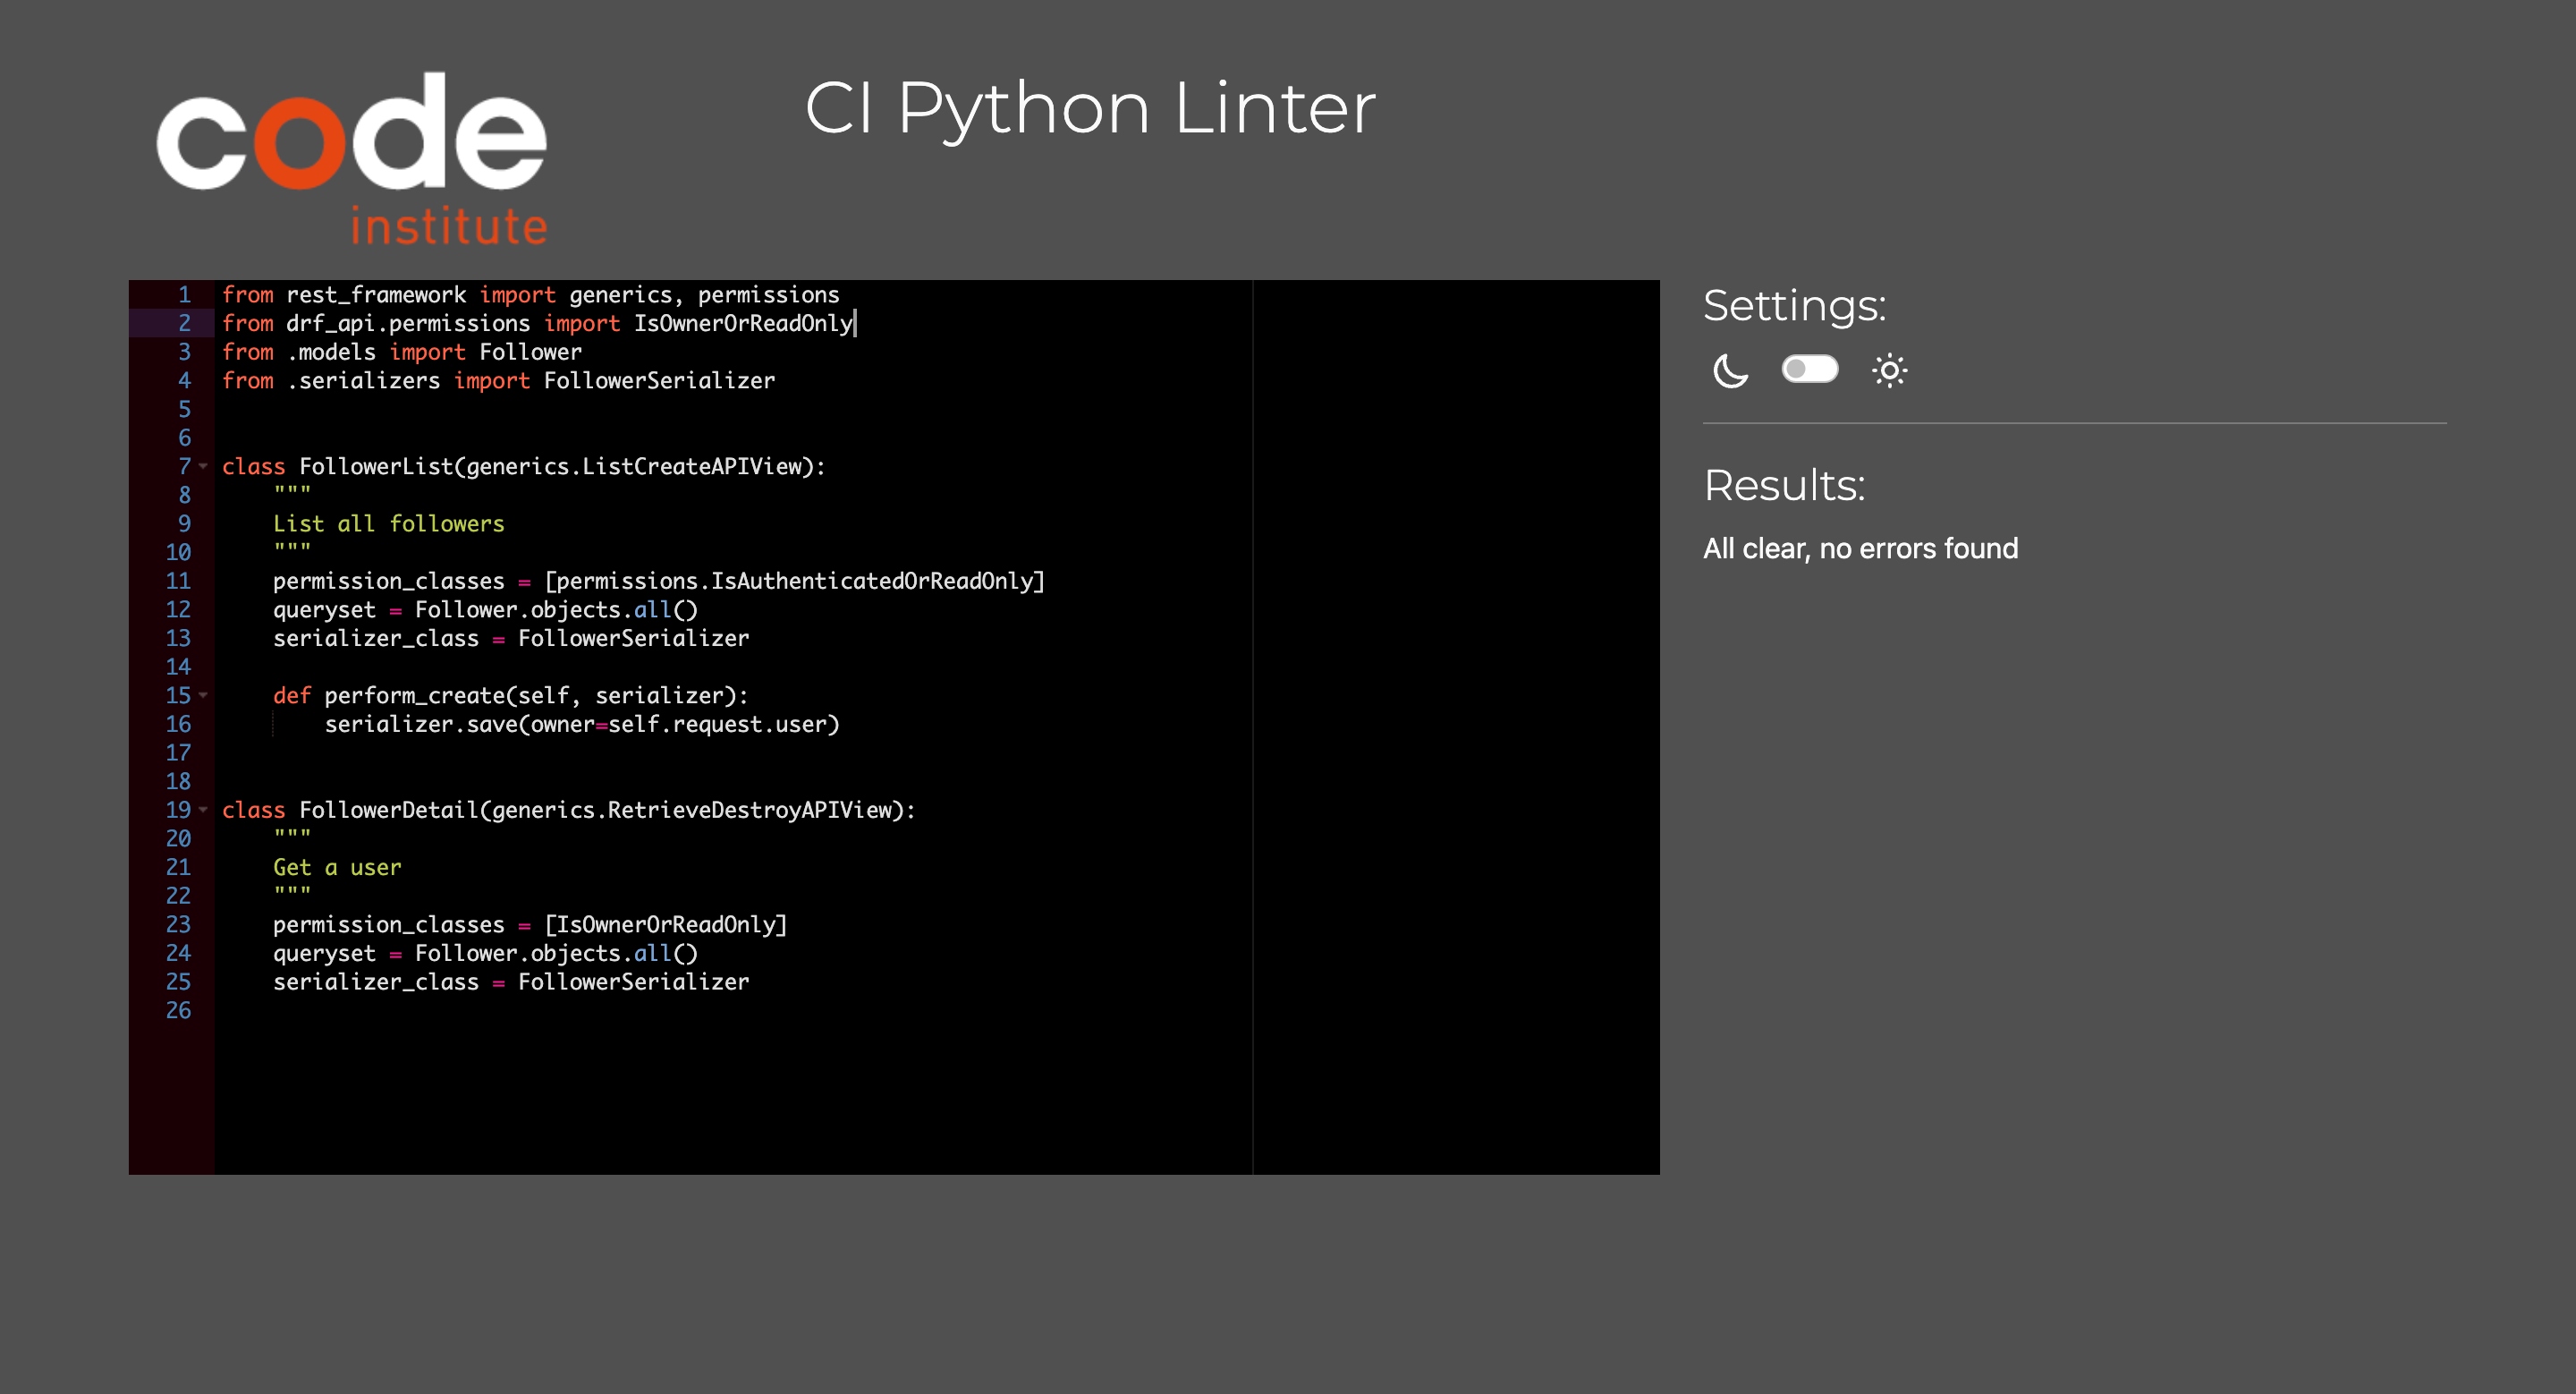 code
institute
CI Python Linter
1 from rest_framework import generics, permissions
2 from drf_api.permissions import IsOwnerOrReadOnly
3 from .models import Follower
4 from .serializers import FollowerSerializer
5
6
7 class FollowerList(generics.ListCreateAPIView):
8     """
9     List all followers
10     """
11     permission_classes = [permissions.IsAuthenticatedOrReadOnly]
12     queryset = Follower.objects.all()
13     serializer_class = FollowerSerializer
14
15     def perform_create(self, serializer):
16         serializer.save(owner=self.request.user)
17
18
19 class FollowerDetail(generics.RetrieveDestroyAPIView):
20     """
21     Get a user
22     """
23     permission_classes = [IsOwnerOrReadOnly]
24     queryset = Follower.objects.all()
25     serializer_class = FollowerSerializer
26
Settings:
Results:
All clear, no errors found